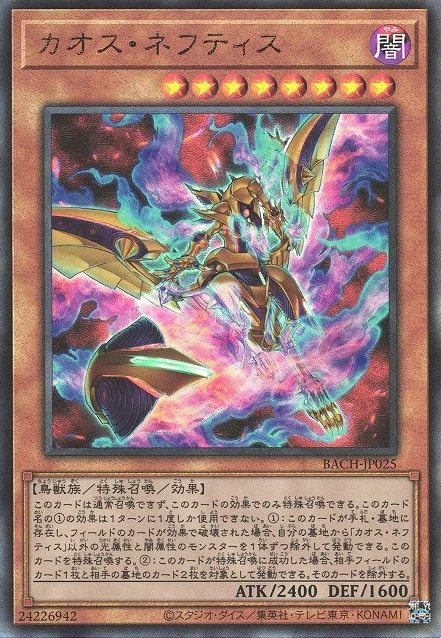 カオス・ネフティス
闇
BACH-JP025
【鳥獣族／特殊召喚／効果】
このカードは通常召喚できず、このカードの効果でのみ特殊召喚できる。このカード
名の①の効果は１ターンに１度しか使用できない。①：このカードが手札・墓地に
存在し、フィールドのカードが効果で破壊された場合、自分の墓地から「カオス・ネ
フティス」以外の光属性と闇属性のモンスターを１体ずつ除外して発動できる。この
カードを特殊召喚する。②：このカードが特殊召喚に成功した場合、相手フィールド
のカード１枚と相手の墓地のカード２枚を対象として発動できる。そのカードを除外する。
ATK/2400 DEF/1600
24226942 ©スタジオ・ダイス／集英社・テレビ東京・KONAMI